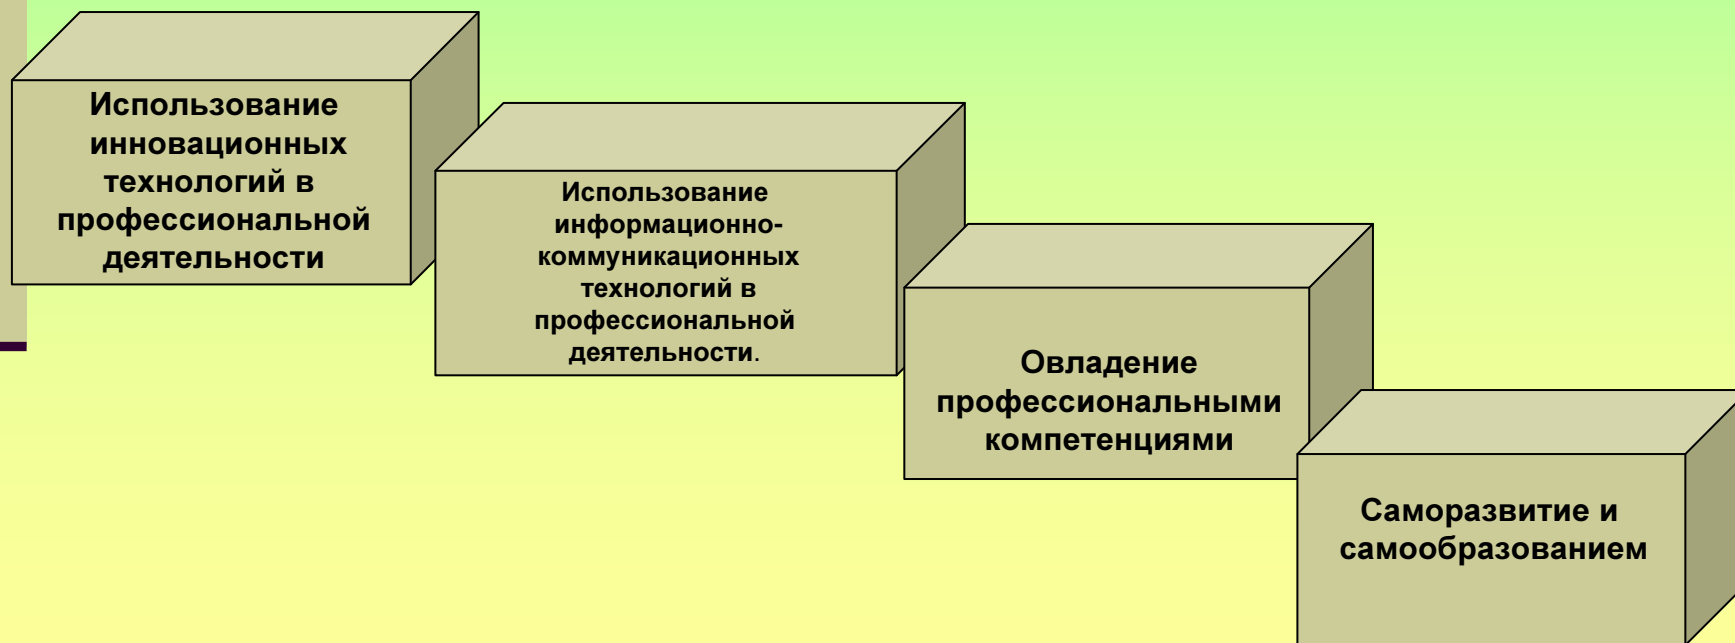 Использование
инновационных
технологий в
профессиональной
деятельности
Использование
информационно-
коммуникационных
технологий в
профессиональной
деятельности.
Овладение
профессиональными
компетенциями
Саморазвитие и
самообразованием